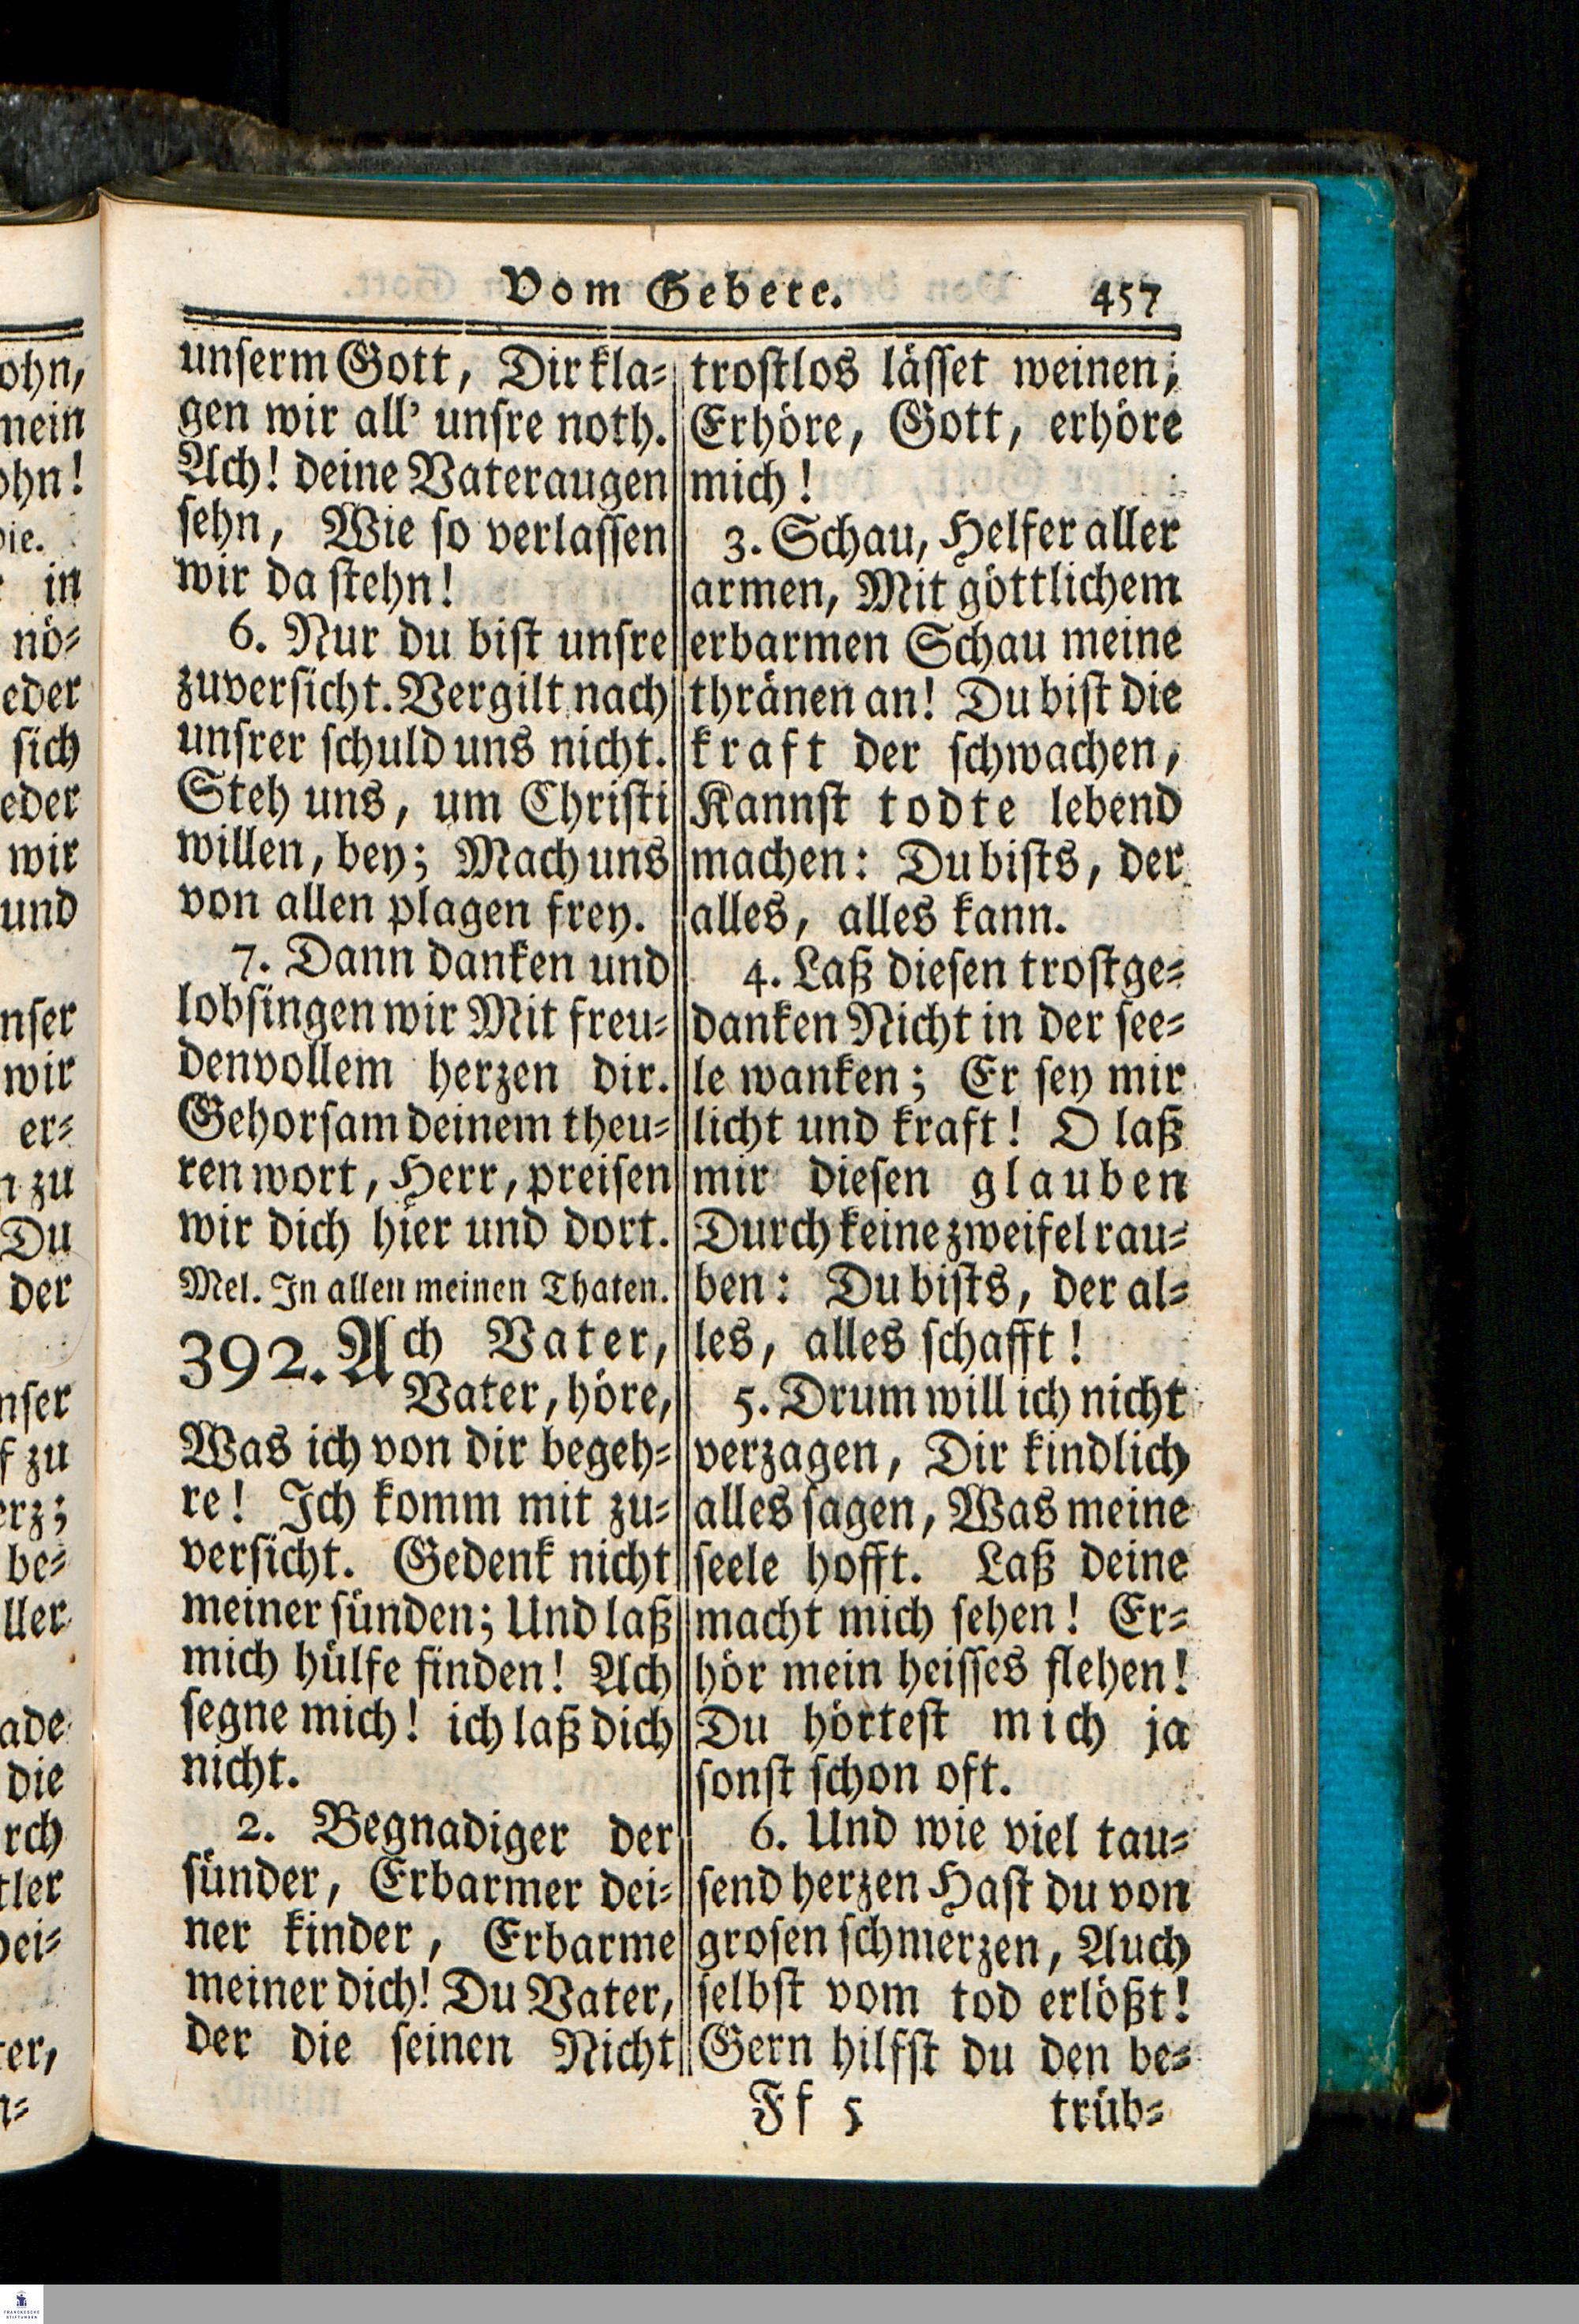 Vom Gebete. 457
unserm Gott, Dir kla-
gen wir all' unsre noth.
Ach! deine Vateraugen
sehn, Wie so verlassen
wir da stehn!
6. Nur du bist unsre
zuversicht. Vergilt nach
unsrer schuld uns nicht.
Steh uns, um Christi
willen, bey; Mach uns
von allen plagen frey.
7. Dann danken und
lobsingen wir Mit freu-
denvollem herzen dir.
Gehorsam deinem theu-
ren wort, Herr, preisen
wir dich hier und dort.
Mel. In allen meinen Thaten.
392. Ach Vater,
Vater, höre,
Was ich von dir begeh-
re! Ich komm mit zu-
versicht. Gedenk nicht
meiner sünden; Und laß
mich hülfe finden! Ach
segne mich! ich laß dich
nicht.
2. Begnadiger der
sünder, Erbarmer dei-
ner kinder, Erbarme
meiner dich! Du Vater,
der die seinen Nicht
trostlos lässet weinen;
Erhöre, Gott, erhöre
mich!
3. Schau, Helfer aller
armen, Mit göttlichem
erbarmen Schau meine
thränen an! Du bist die
kraft der schwachen,
Kannst todte lebend
machen: Du bists, der
alles, alles kann.
4. Laß diesen trostge-
danken Nicht in der see-
le wanken; Er sey mir
licht und kraft! O laß
mir diesen glauben
Durch keine zweifel rau-
ben: Du bists, der al-
les, alles schafft!
5. Drum will ich nicht
verzagen, Dir kindlich
alles sagen, Was meine
seele hofft. Laß deine
macht mich sehen! Er-
hör mein heisses flehen!
Du hörtest mich ja
sonst schon oft.
6. Und wie viel tau-
send herzen Hast du von
grosen schmerzen, Auch
selbst vom tod erlößt!
Gern hilfst du den be-
Ff 5 trüb-